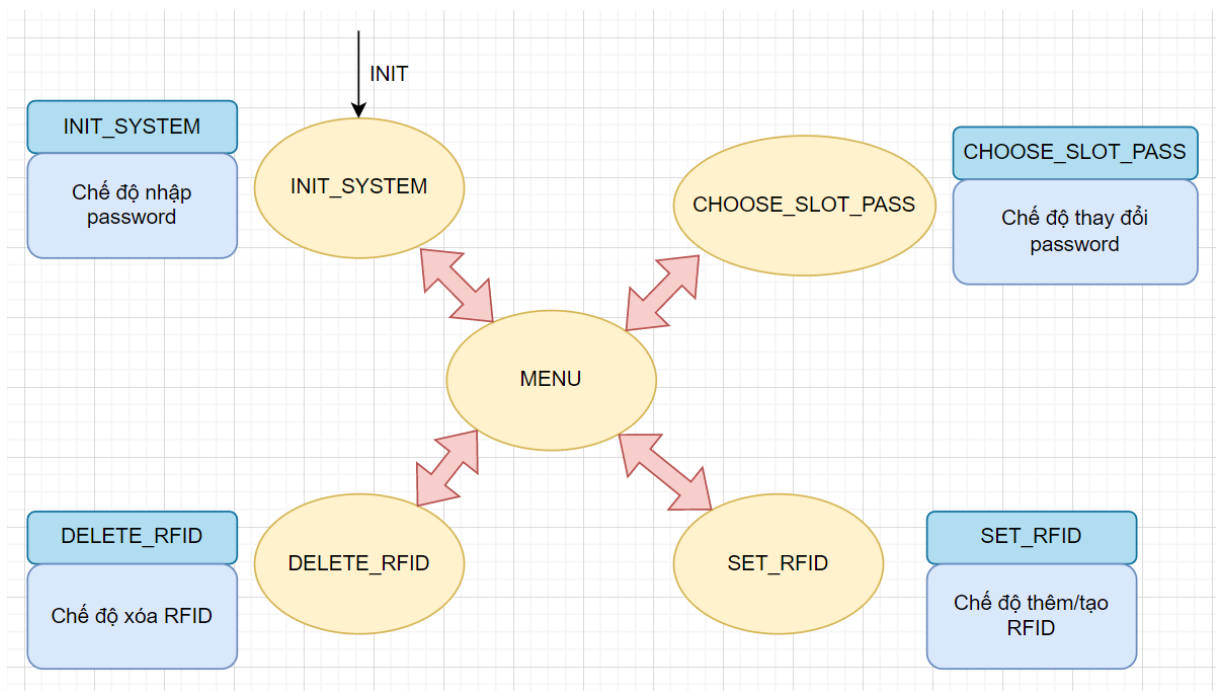 INIT
INIT_SYSTEM
Chế độ nhập
password
INIT_SYSTEM
CHOOSE_SLOT_PASS
CHOOSE_SLOT_PASS
Chế độ thay đổi
password
MENU
DELETE_RFID
Chế độ xóa RFID
DELETE_RFID
SET_RFID
SET_RFID
Chế độ thêm/tạo
RFID